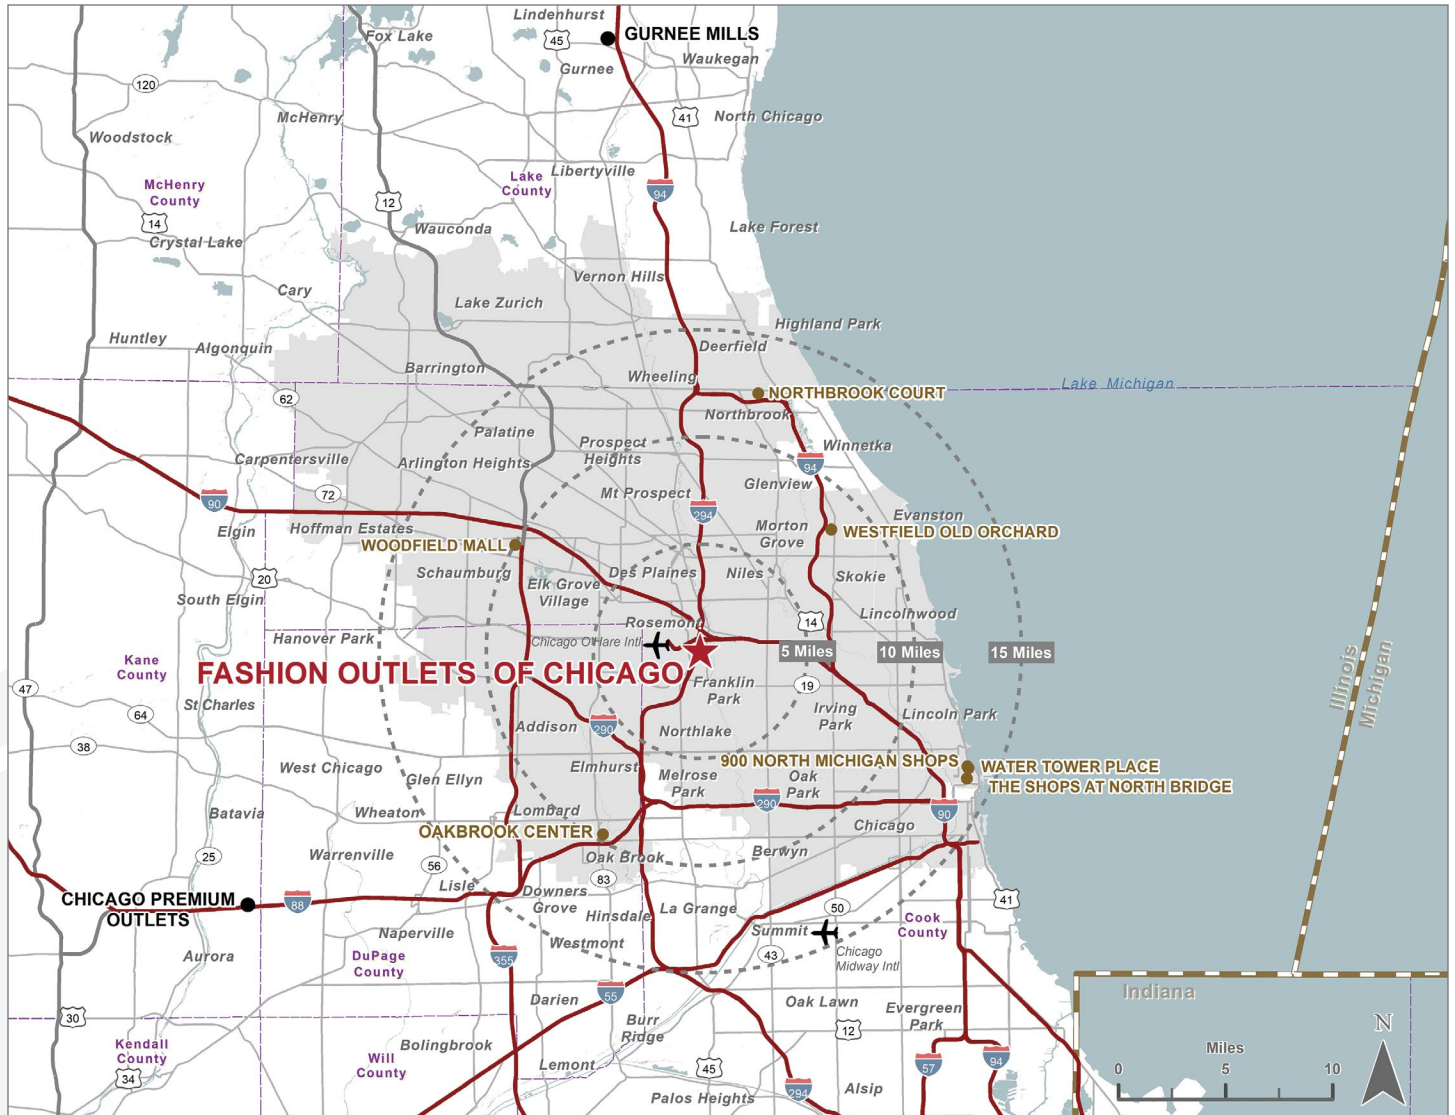 Lindenhurst
Fox Lake
45
GURNEE MILLS
Gurnee
Waukegan
120
McHenry
41
North Chicago
Woodstock
Libertyville
McHenry
County
Lake
County
94
12
14
Crystal Lake
Wauconda
Lake Forest
Vernon Hills
Cary
Lake Zurich
Highland Park
Huntley
Algonquin
Deerfield
Barrington
Wheeling
Lake Michigan
62
NORTHBROOK COURT
Northbrook
Palatine
Prospect
Heights
Winnetka
Carpentersville
Arlington Heights
94
Glenview
72
Mt Prospect
90
294
Evanston
Elgin
Hoffman Estates
Morton
Grove
WESTFIELD OLD ORCHARD
WOODFIELD MALL
Schaumburg
Des Plaines
Niles
Skokie
20
Elk Grove
Village
South Elgin
Lincolnwood
Rosemont
14
Hanover Park
Chicago O'Hare Intl
5 Miles
10 Miles
15 Miles
Kane
County
FASHION OUTLETS OF CHICAGO
Illinois
Michigan
47
Franklin
Park
19
St Charles
64
Irving
Park
Lincoln Park
Addison
290
Northlake
38
West Chicago
Elmhurst
900 NORTH MICHIGAN SHOPS
WATER TOWER PLACE
Glen Ellyn
Melrose
Park
Oak
Park
THE SHOPS AT NORTH BRIDGE
290
90
Batavia
Wheaton
Lombard
Chicago
OAKBROOK CENTER
Warrenville
25
56
Oak Brook
Berwyn
83
Lisle
CHICAGO PREMIUM
OUTLETS
88
Downers
Grove
41
Hinsdale
La Grange
50
Cook
County
Naperville
Westmont
Summit
Aurora
DuPage
County
355
43
Chicago
Midway Intl
Darien
55
Indiana
Oak Lawn
Evergreen
Park
30
Burr
Ridge
12
N
Kendall
County
Bolingbrook
Miles
Will
County
Lemont
45
57
94
0
5
10
34
294
Alsip
Palos Heights